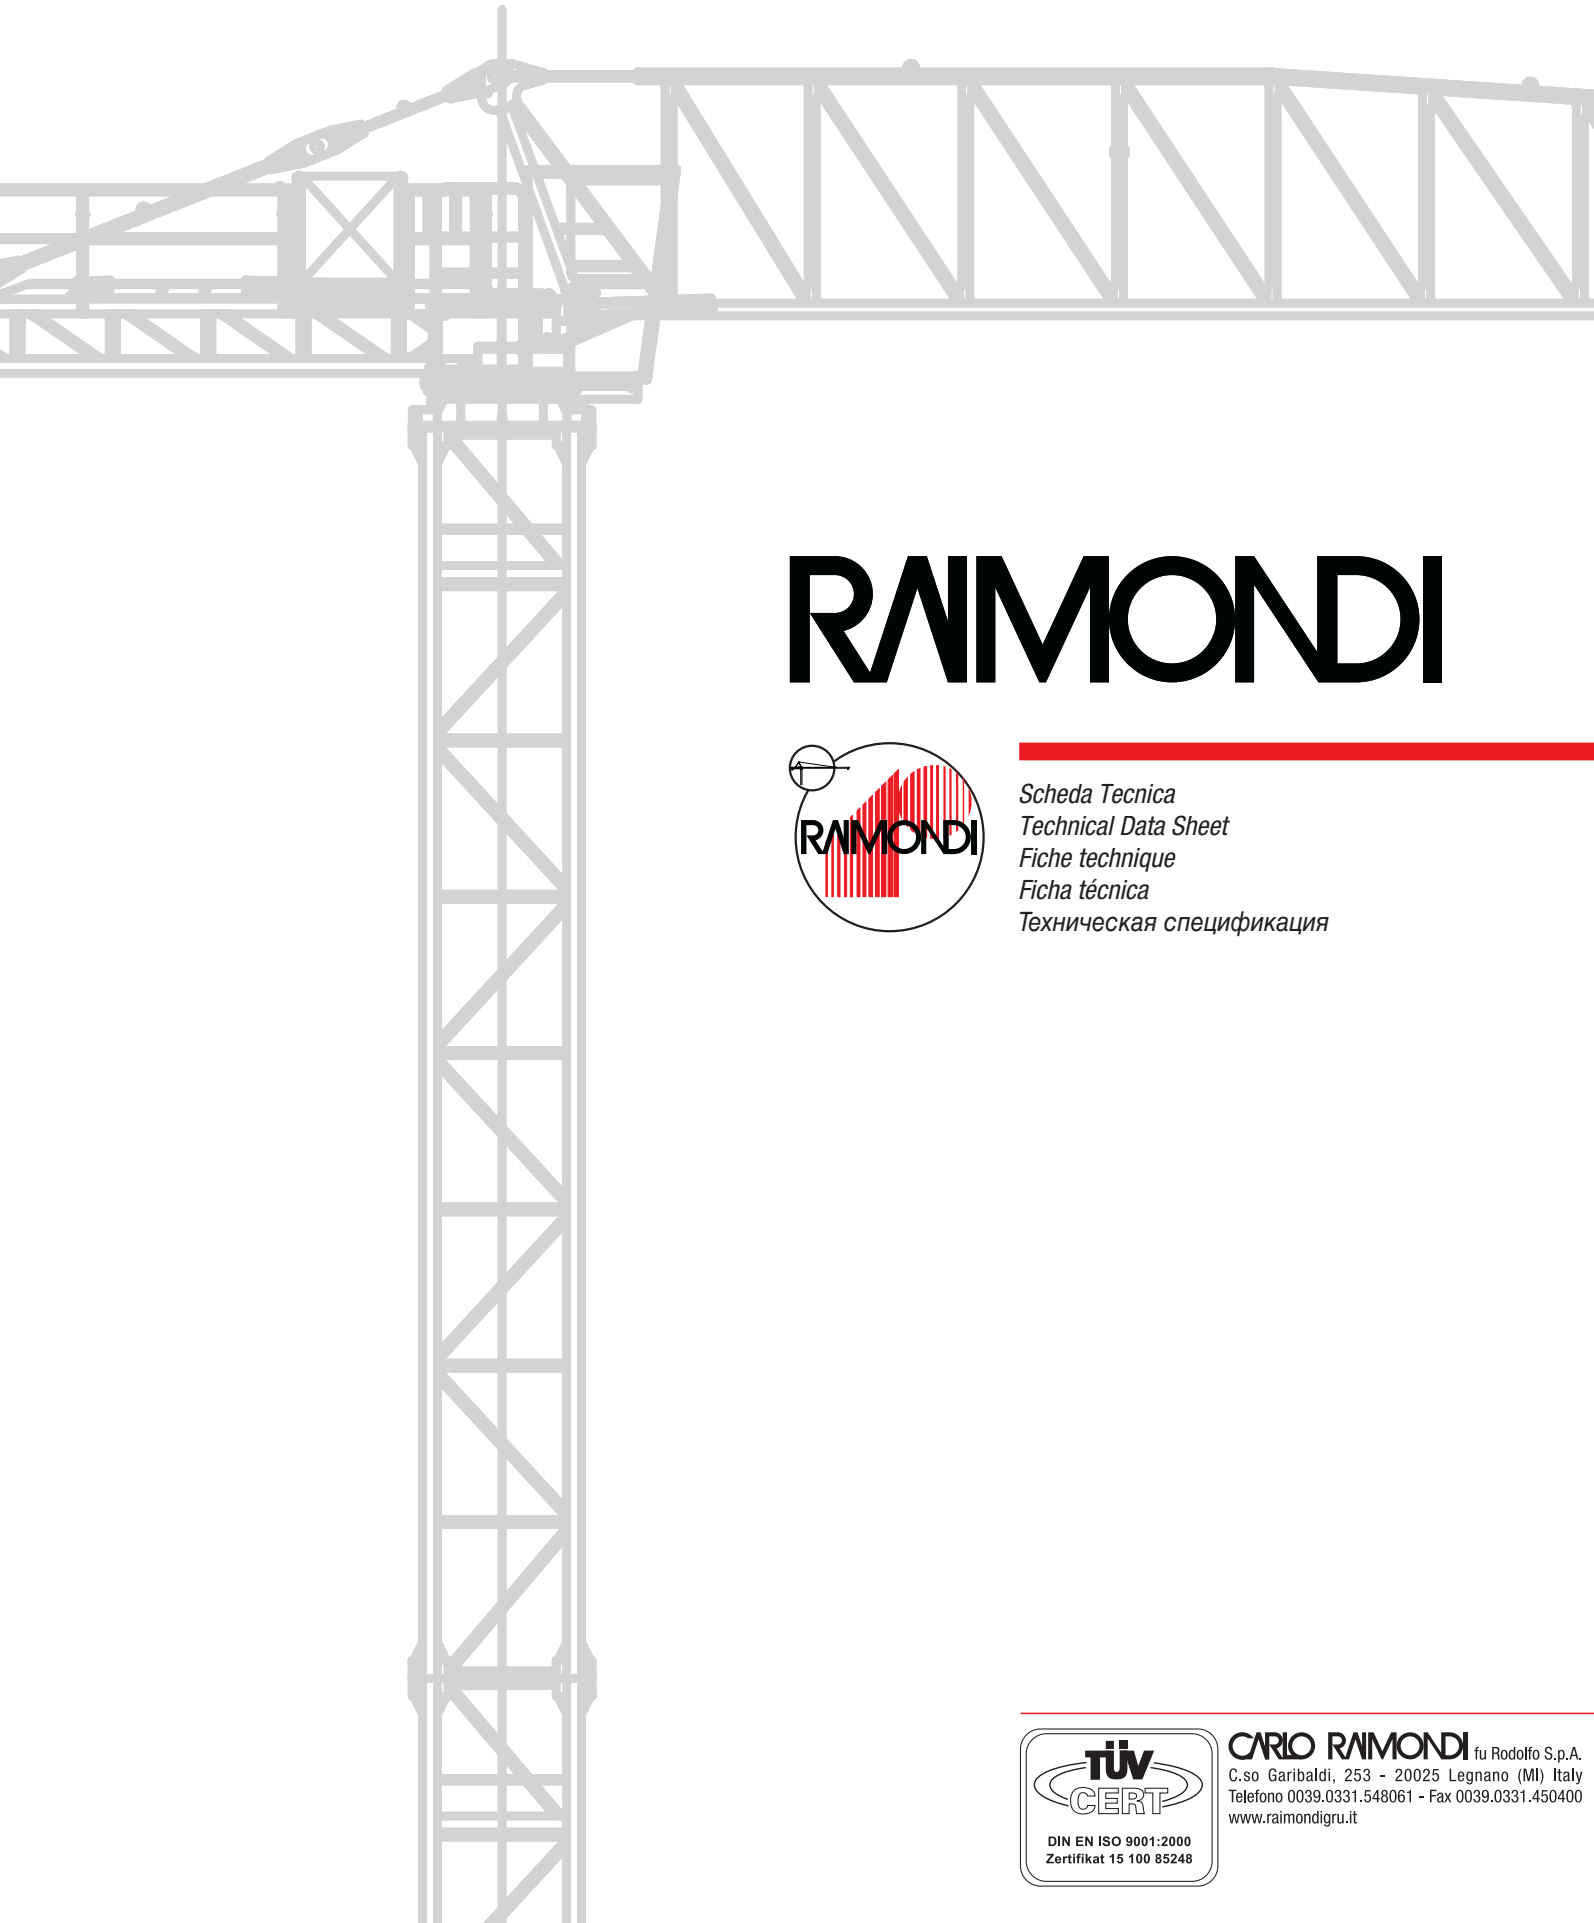 RAIMONDI
RAIMONDI
Scheda Tecnica
Technical Data Sheet
Fiche technique
Ficha técnica
Техническая спецификация
TÜV
CERT
DIN EN ISO 9001:2000
Zertifikat 15 100 85248
CARLO RAIMONDI fu Rodolfo S.p.A.
C.so Garibaldi, 253 - 20025 Legnano (MI) Italy
Telefono 0039.0331.548061 - Fax 0039.0331.450400
www.raimondigru.it